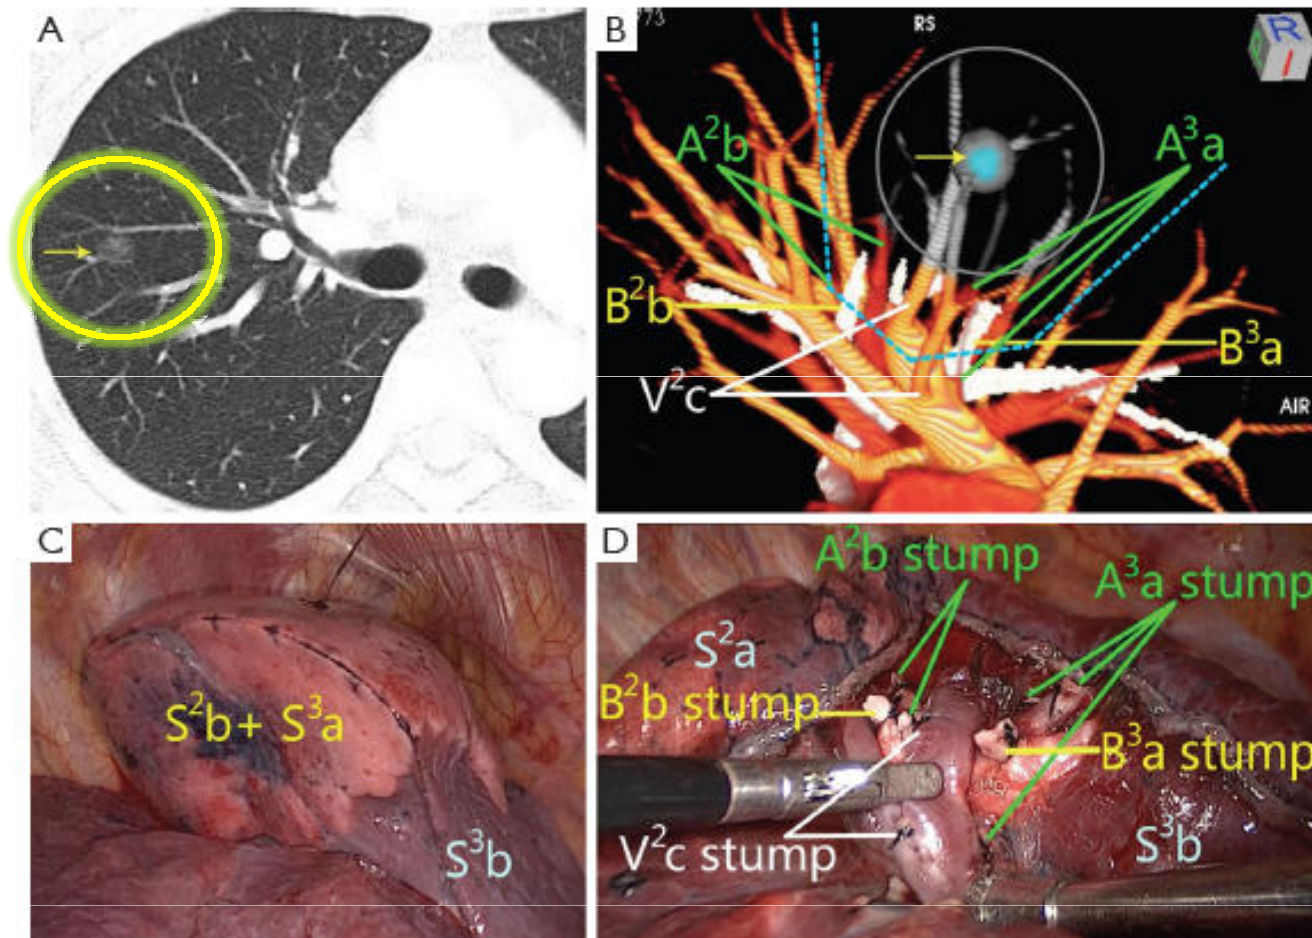 A
B
773
RS
R
I
A²b
A³a
B²b
B³a
V²c
AIR
C
D
S²b + S³a
S³b
A²b stump
A³a stump
S²a
B²b stump
B³a stump
V²c stump
S³b